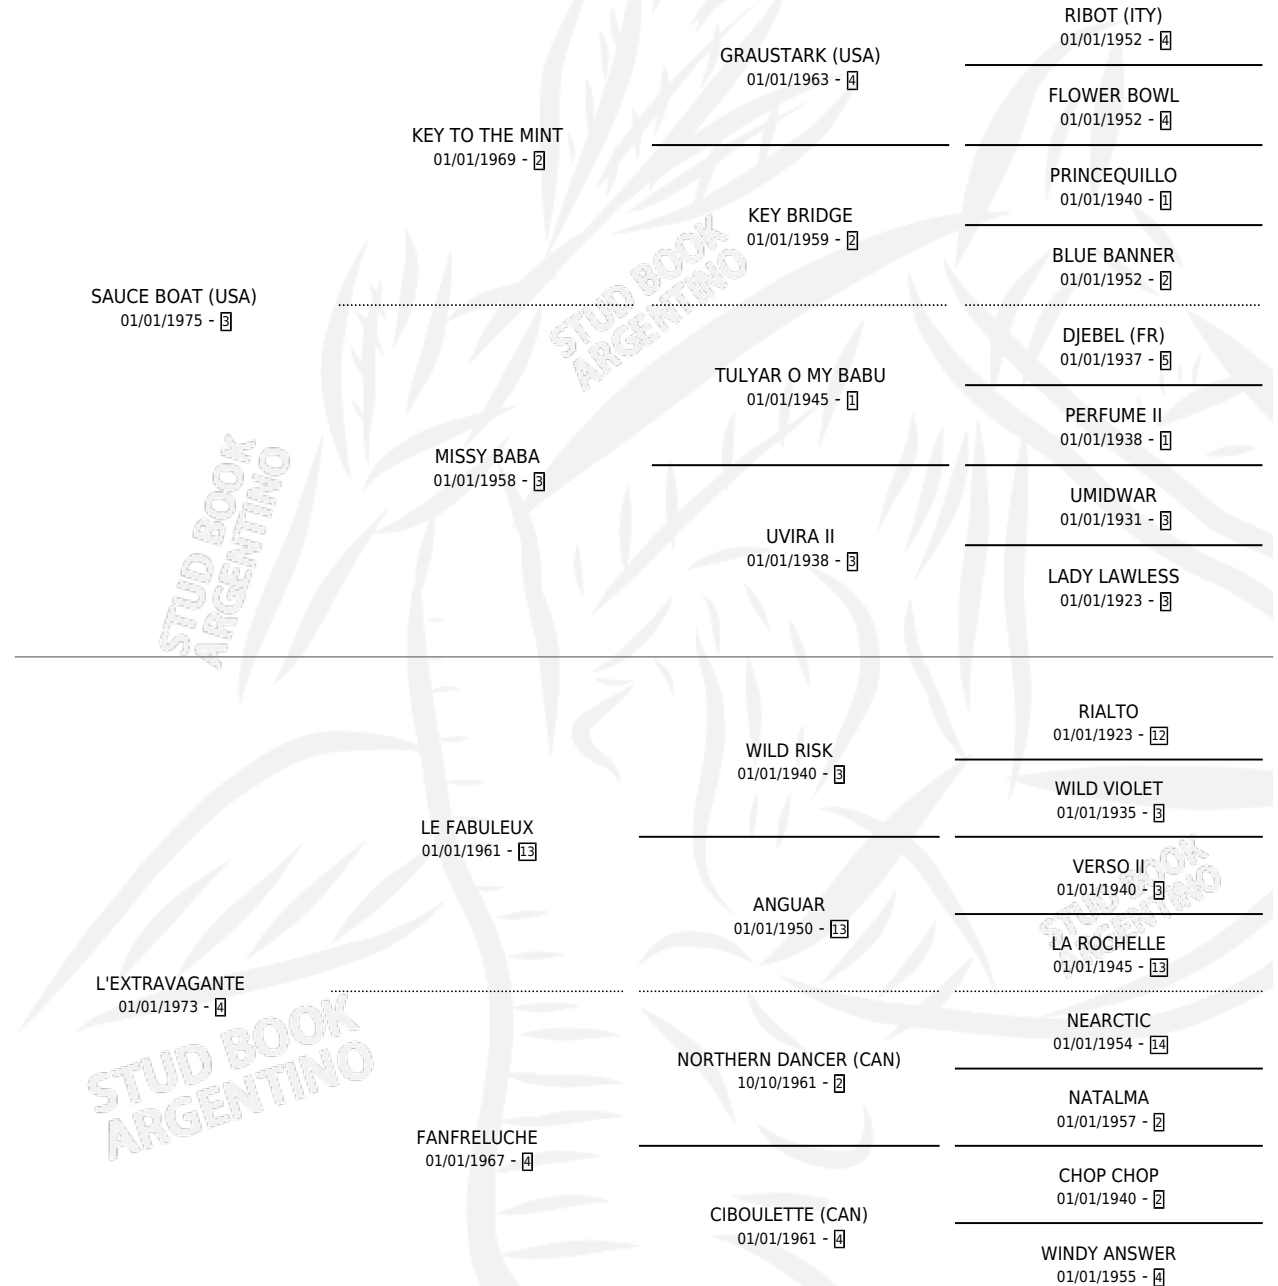 RIBOT (ITY)
01/01/1952 - 4
GRAUSTARK (USA)
01/01/1963 - 4
FLOWER BOWL
01/01/1952 - 4
KEY TO THE MINT
01/01/1969 - 2
PRINCEQUILLO
01/01/1940 - 1
KEY BRIDGE
01/01/1959 - 2
BLUE BANNER
01/01/1952 - 2
SAUCE BOAT (USA)
01/01/1975 - 3
DJEBEL (FR)
01/01/1937 - 5
TULYAR O MY BABU
01/01/1945 - 1
PERFUME II
01/01/1938 - 1
MISSY BABA
01/01/1958 - 3
UMIDWAR
01/01/1931 - 3
UVIRA II
01/01/1938 - 3
LADY LAWLESS
01/01/1923 - 3
RIALTO
01/01/1923 - 12
WILD RISK
01/01/1940 - 3
WILD VIOLET
01/01/1935 - 3
LE FABULEUX
01/01/1961 - 13
VERSO II
01/01/1940 - 3
ANGUAR
01/01/1950 - 13
LA ROCHELLE
01/01/1945 - 13
L'EXTRAVAGANTE
01/01/1973 - 4
NEARCTIC
01/01/1954 - 14
NORTHERN DANCER (CAN)
10/10/1961 - 2
NATALMA
01/01/1957 - 2
FANFRELUCHE
01/01/1967 - 4
CHOP CHOP
01/01/1940 - 2
CIBOULETTE (CAN)
01/01/1961 - 4
WINDY ANSWER
01/01/1955 - 4
STUD BOOK
ARGENTINO
STUD BOOK
ARGENTINO
STUD BOOK
ARGENTINO
STUD BOOK
ARGENTINO